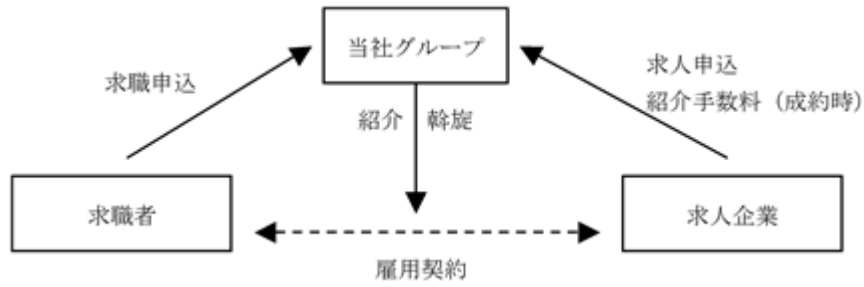 当社グループ
求職申込
求人申込
紹介手数料（成約時）
紹介 斡旋
求職者
求人企業
雇用契約